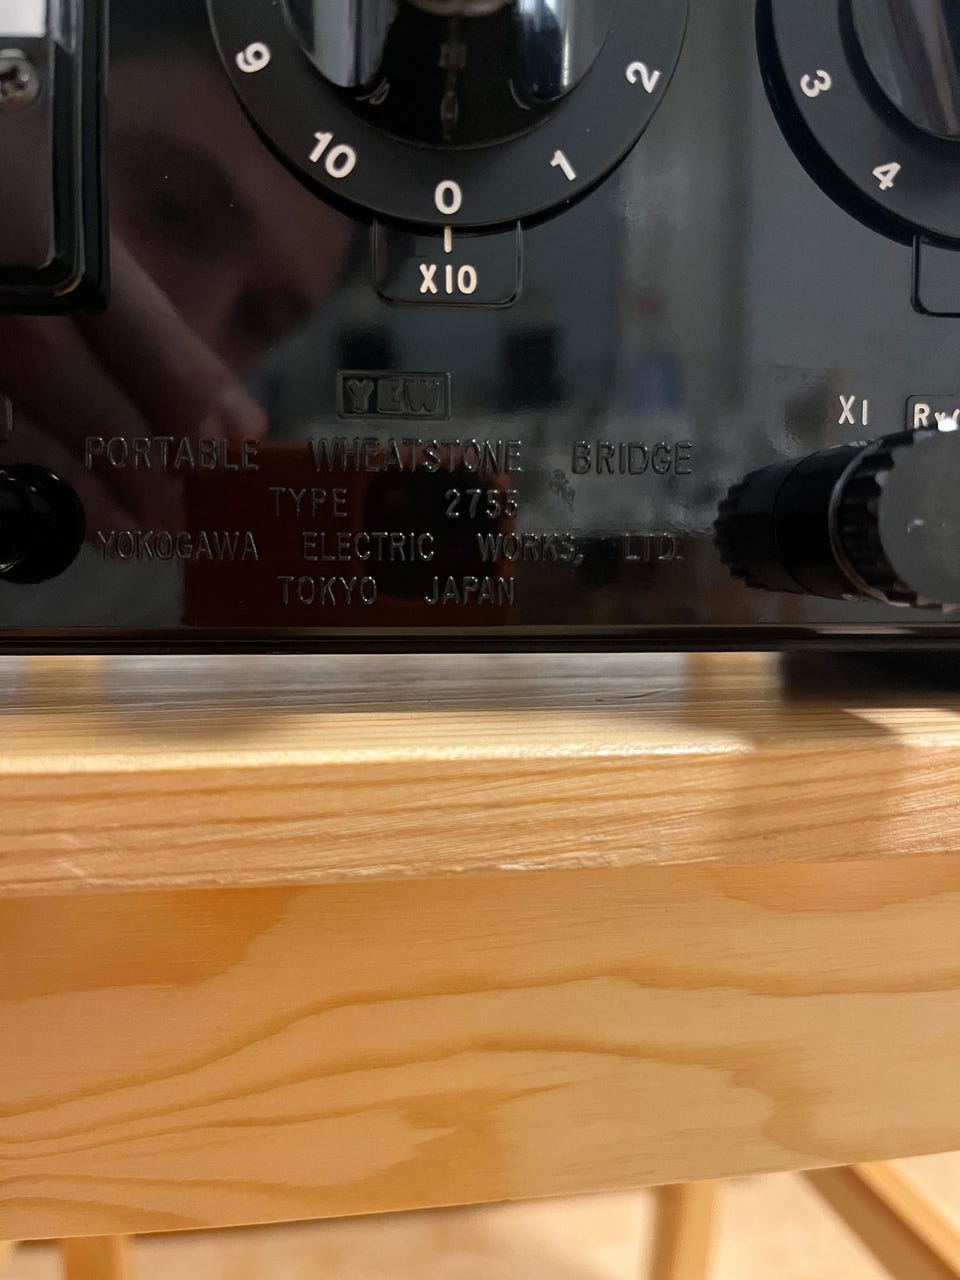 9
10
0
1
2
3
4
X10
YEW
X1
PORTABLE WHEATSTONE BRIDGE
TYPE 2755
YOKOGAWA ELECTRIC WORKS, LTD.
TOKYO JAPAN